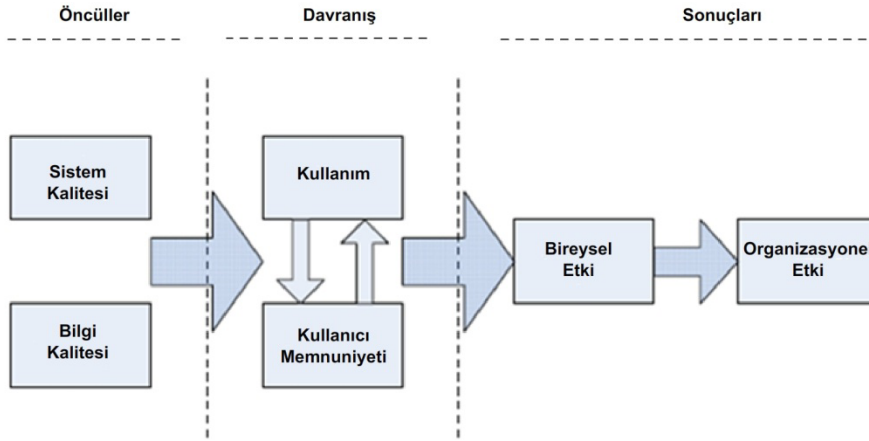 Öncüller
Davranış
Sonuçları
Sistem
Kalitesi
Bilgi
Kalitesi
Kullanım
Kullanıcı
Memnuniyeti
Bireysel
Etki
Organizasyone
Etki